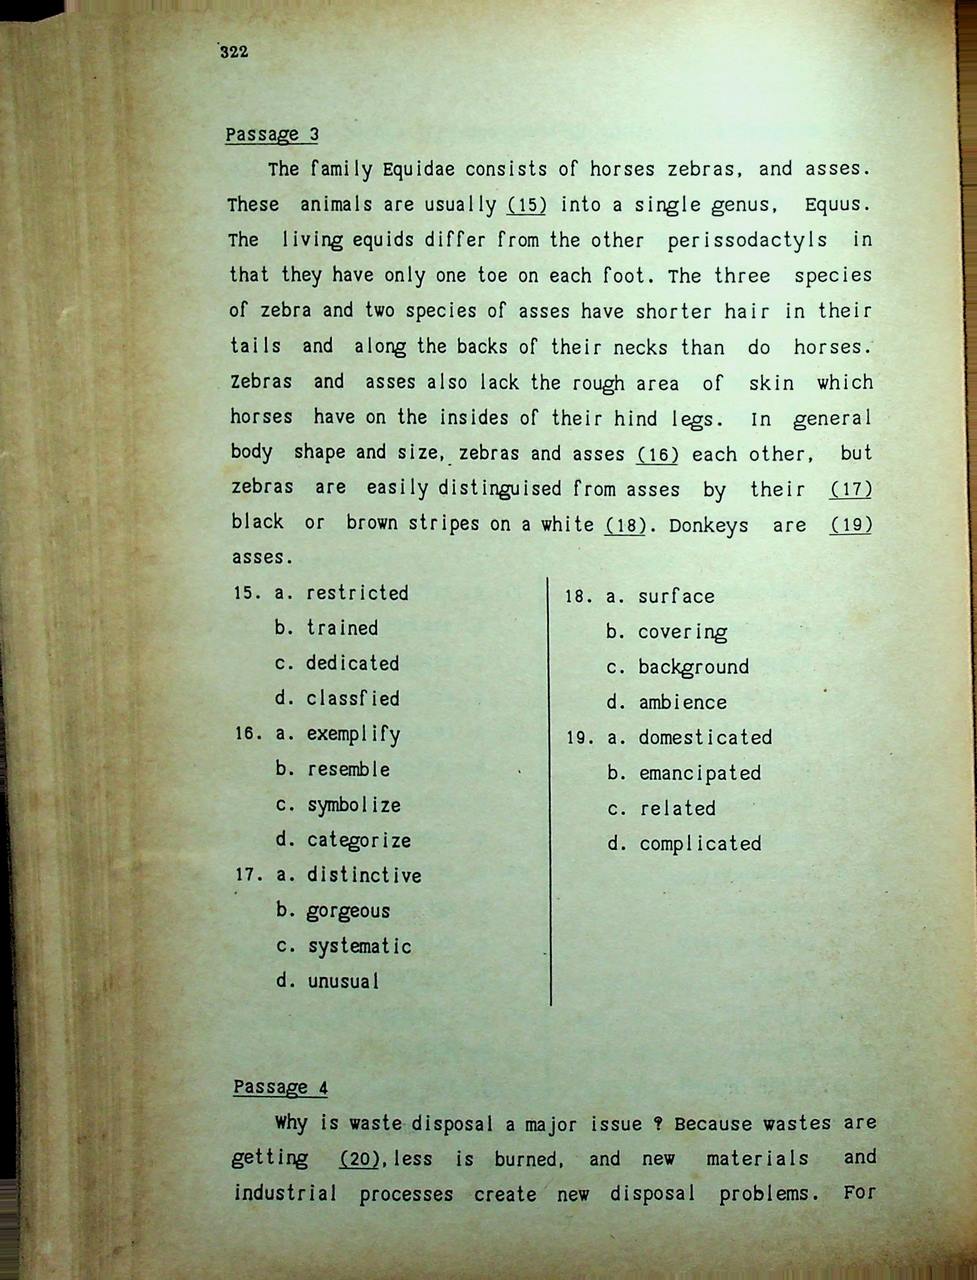 322
Passage 3
The family Equidae consists of horses zebras, and asses.
These animals are usually (15) into a single genus, Equus.
The living equids differ from the other perissodactyls in
that they have only one toe on each foot. The three species
of zebra and two species of asses have shorter hair in their
tails and along the backs of their necks than do horses.
Zebras and asses also lack the rough area of skin which
horses have on the insides of their hind legs. In general
body shape and size, zebras and asses (16) each other, but
zebras are easily distinguised from asses by their (17)
black or brown stripes on a white (18). Donkeys are (19)
asses.
15. a. restricted
b. trained
c. dedicated
d. classfied
16. a. exemplify
b. resemble
c. symbolize
d. categorize
17. a. distinctive
b. gorgeous
c. systematic
d. unusual
18. a. surface
b. covering
c. background
d. ambience
19. a. domesticated
b. emancipated
c. related
d. complicated
Passage 4
Why is waste disposal a major issue ? Because wastes are
getting (20), less is burned, and new materials and
industrial processes create new disposal problems. For